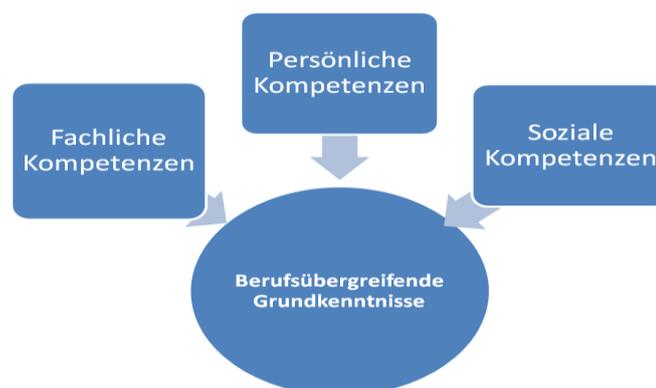 Persönliche
Kompetenzen
Fachliche
Kompetenzen
Soziale
Kompetenzen
Berufsübergreifende
Grundkenntnisse